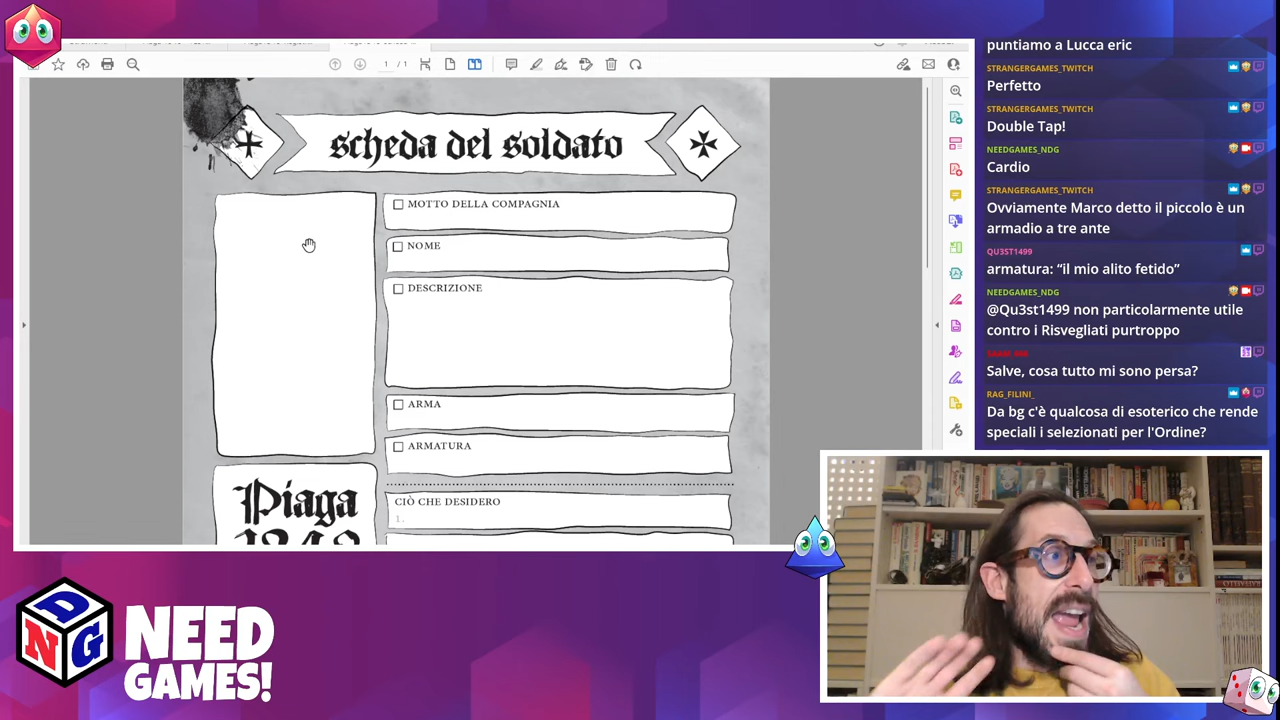 1 / 1
scheda del soldato
MOTTO DELLA COMPAGNIA
NOME
DESCRIZIONE
ARMA
ARMATURA
CIÒ CHE DESIDERO
1.
Piaga
puntiamo a Lucca eric
STRANGERGAMES_TWITCH
Perfetto
STRANGERGAMES_TWITCH
Double Tap!
NEEDGAMES_NDG
Cardio
STRANGERGAMES_TWITCH
Ovviamente Marco detto il piccolo è un
armadio a tre ante
QU3ST1499
armatura: “il mio alito fetido”
NEEDGAMES_NDG
@Qu3st1499 non particolarmente utile
contro i Risvegliati purtroppo
Salve, cosa tutto mi sono persa?
RAG_FILINI_
Da bg c'è qualcosa di esoterico che rende
speciali i selezionati per l'Ordine?
D
N G
NEED
GAMES!